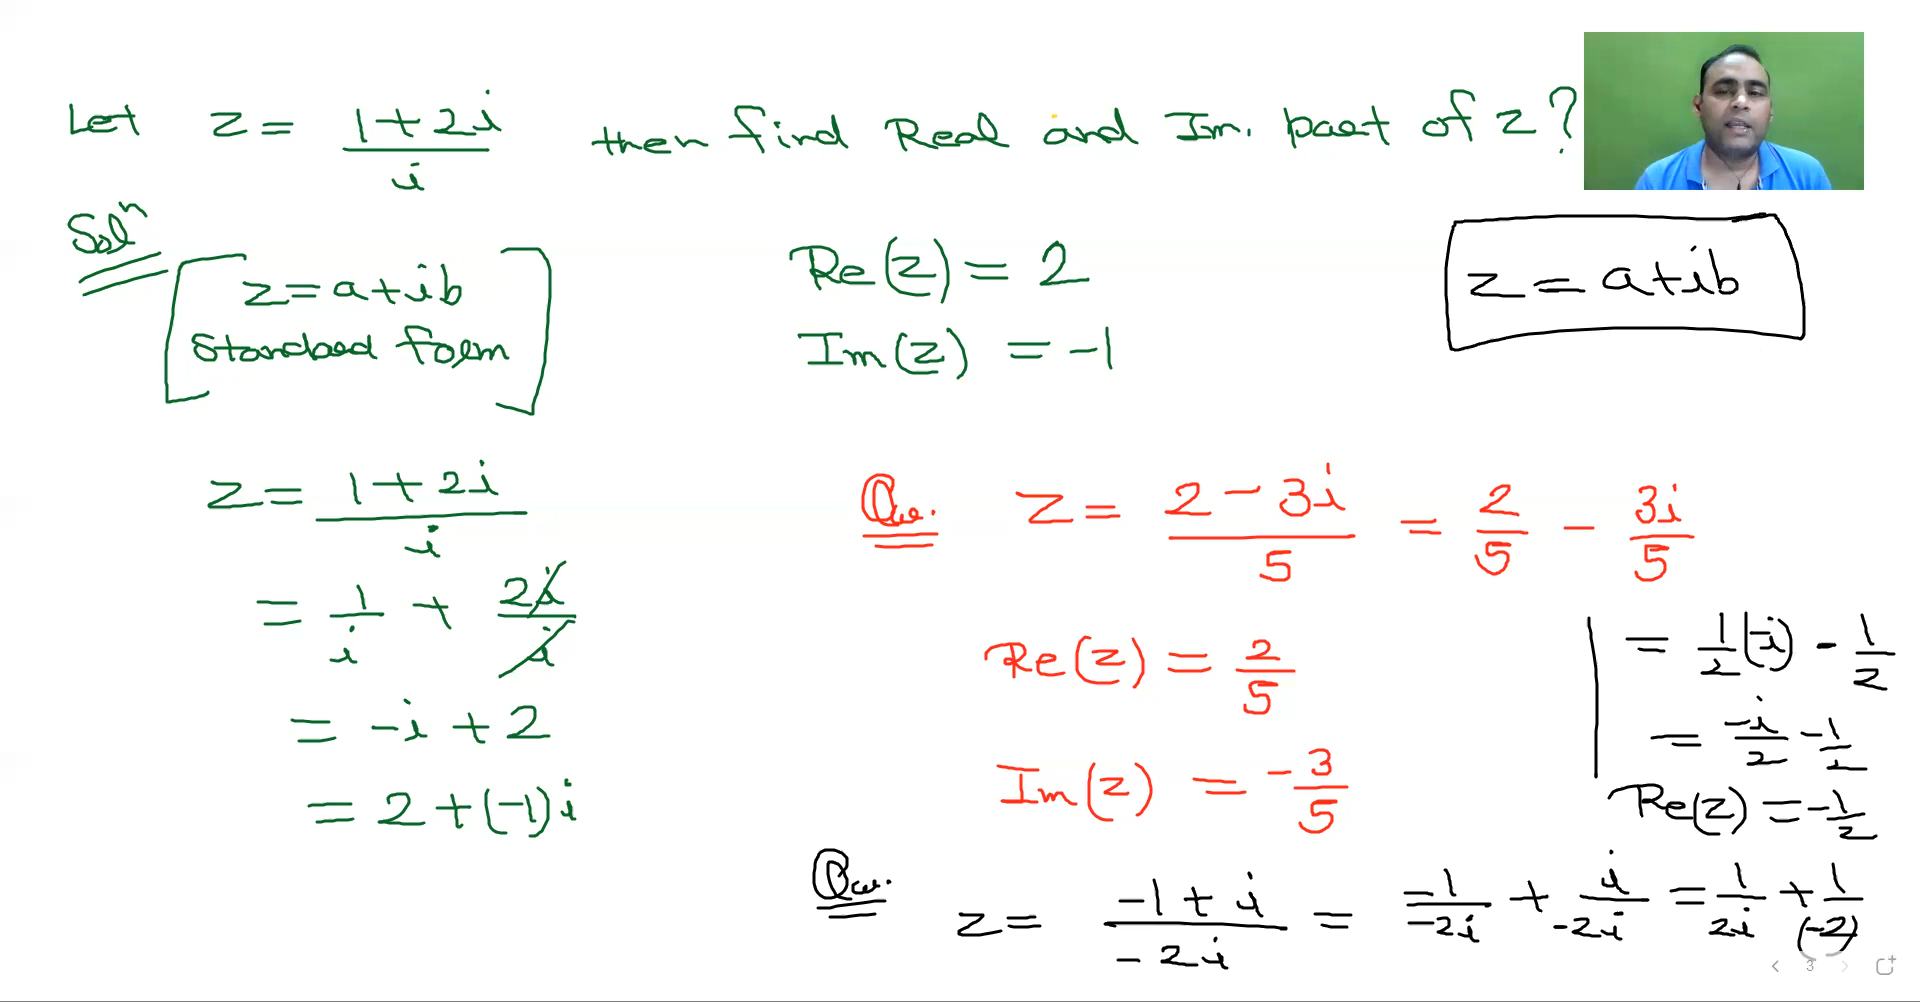 Let z = (1+2i)/i then find Real and Im. part of z?
Solⁿ
[z = a+ib
Standard form]
Re(z) = 2
Im(z) = -1
z = a+ib
z = (1+2i)/i
= 1/i + 2i/i
= -i + 2
= 2 + (-1)i
Que. z = (2-3i)/5 = 2/5 - 3i/5
Re(z) = 2/5
Im(z) = -3/5
Que. z = (-1+i)/(-2i) = -1/(-2i) + i/(-2i) = 1/(2i) + 1/(-2)
= 1/2(-i) - 1/2
= -i/2 - 1/2
Re(z) = -1/2
3